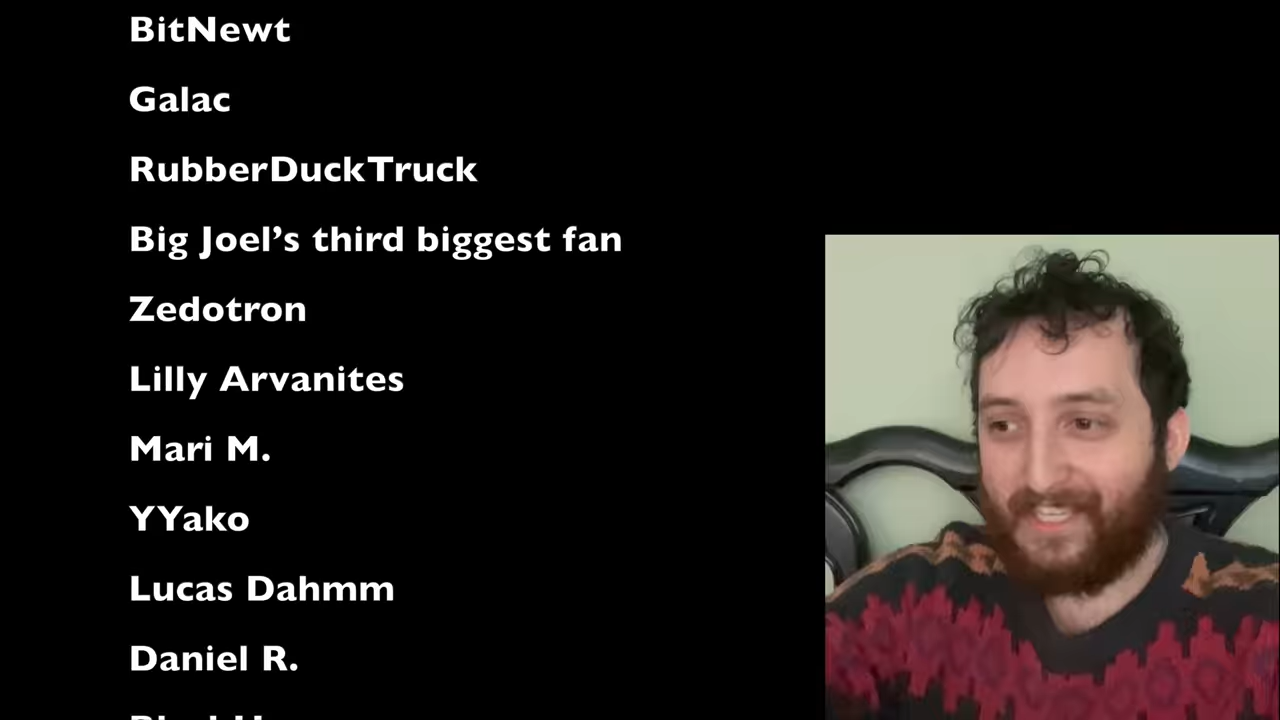 BitNewt
Galac
RubberDuckTruck
Big Joel’s third biggest fan
Zedotron
Lilly Arvanites
Mari M.
YYako
Lucas Dahmm
Daniel R.